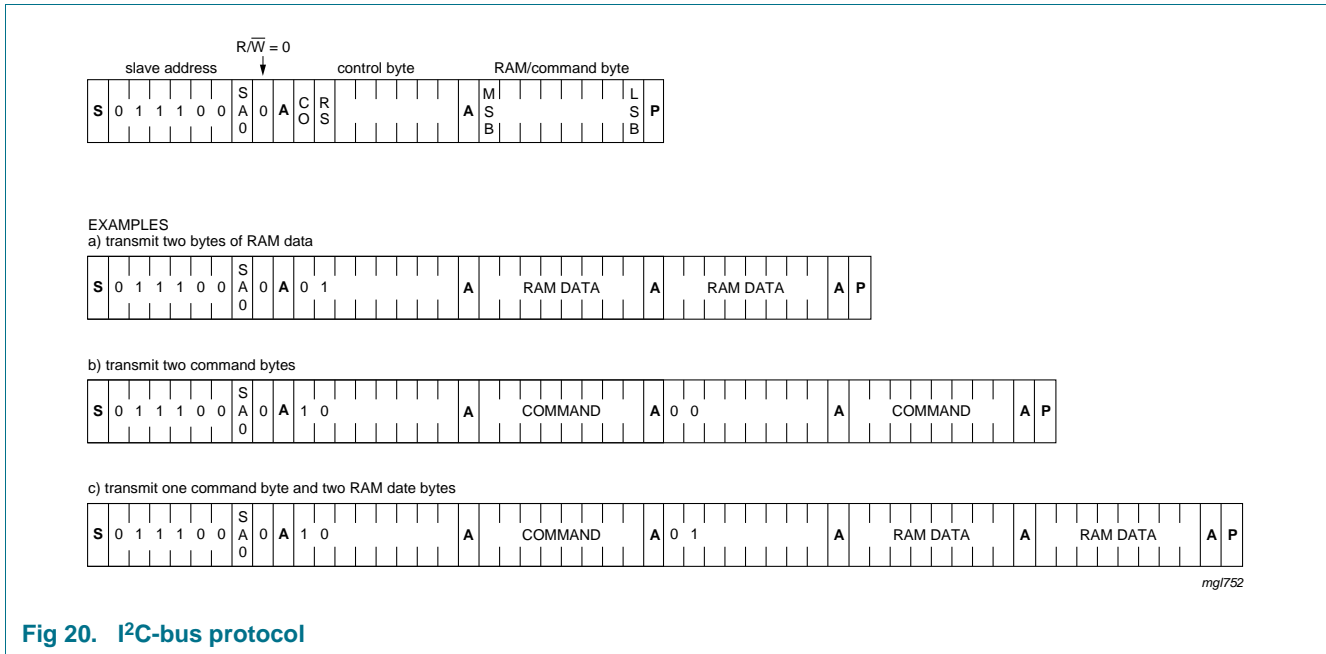 R/W̅ = 0
slave address control byte RAM/command byte
S 0 1 1 1 0 0 SA0 0 A CO RS A MSB LSB P
EXAMPLES
a) transmit two bytes of RAM data
S 0 1 1 1 0 0 SA0 0 A 0 1 A RAM DATA A RAM DATA A P
b) transmit two command bytes
S 0 1 1 1 0 0 SA0 0 A 1 0 A COMMAND A 0 0 A COMMAND A P
c) transmit one command byte and two RAM date bytes
S 0 1 1 1 0 0 SA0 0 A 1 0 A COMMAND A 0 1 A RAM DATA A RAM DATA A P
mgl752
Fig 20. I²C-bus protocol